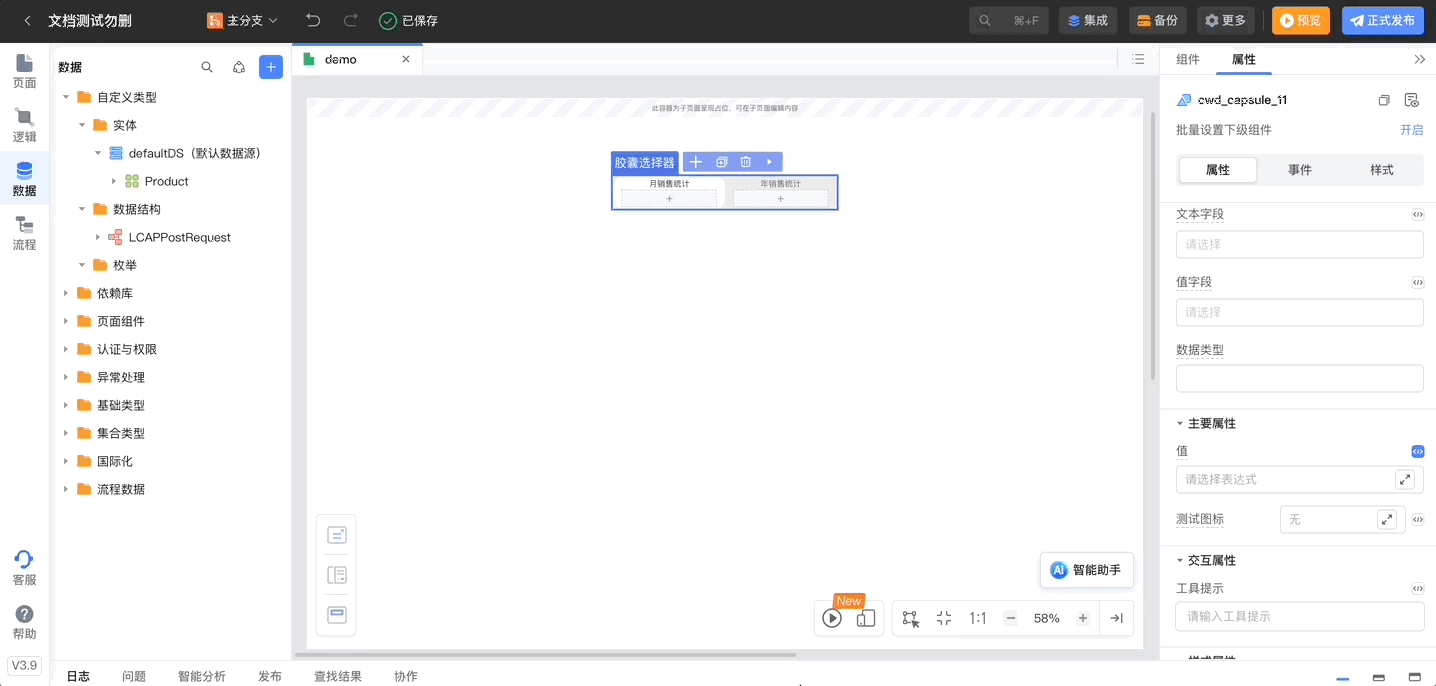 文档测试勿删
主分支
已保存
⌘+F
集成
备份
更多
预览
正式发布
页面
逻辑
数据
流程
客服
帮助
V3.9
数据
自定义类型
实体
defaultDS（默认数据源）
Product
数据结构
LCAPPostRequest
枚举
依赖库
页面组件
认证与权限
异常处理
基础类型
集合类型
国际化
流程数据
demo
此容器为子页面呈现占位，可在子页面编辑内容
胶囊选择器
月销售统计
年销售统计
AI 智能助手
New
1:1
58%
组件
属性
cwd_capsule_11
批量设置下级组件
开启
属性
事件
样式
文本字段
请选择
值字段
请选择
数据类型
主要属性
值
请选择表达式
测试图标
无
交互属性
工具提示
请输入工具提示
样式属性
日志
问题
智能分析
发布
查找结果
协作